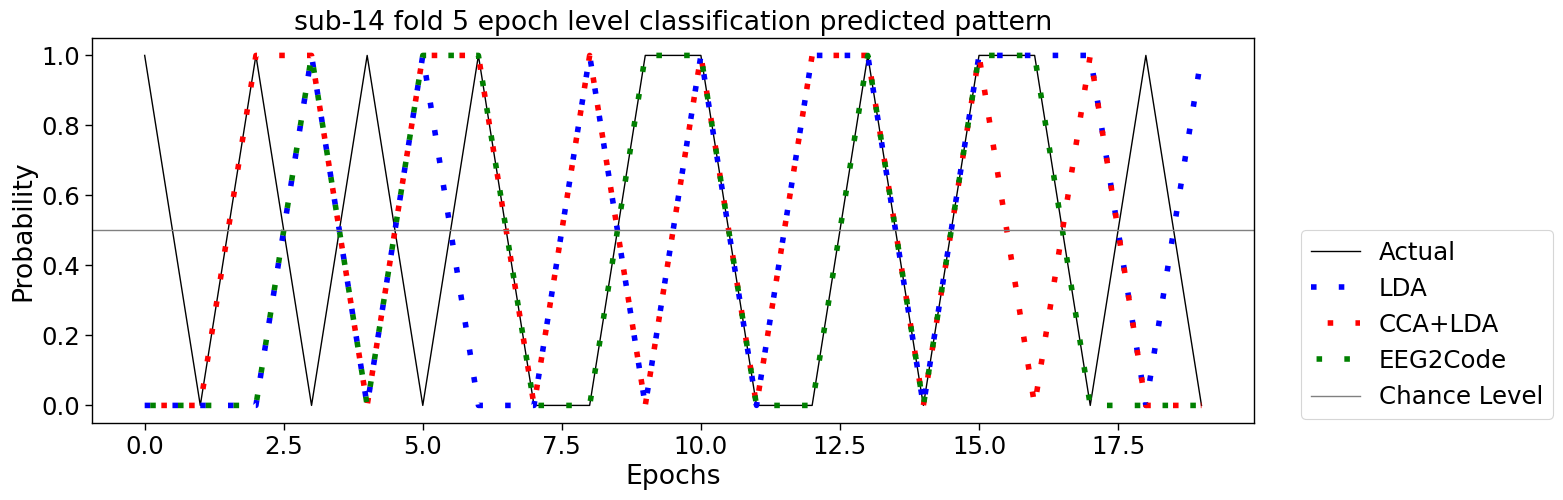 sub-14 fold 5 epoch level classification predicted pattern
Probability
1.0
0.8
0.6
0.4
0.2
0.0
0.0 2.5 5.0 7.5 10.0 12.5 15.0 17.5
Epochs
Actual
LDA
CCA+LDA
EEG2Code
Chance Level